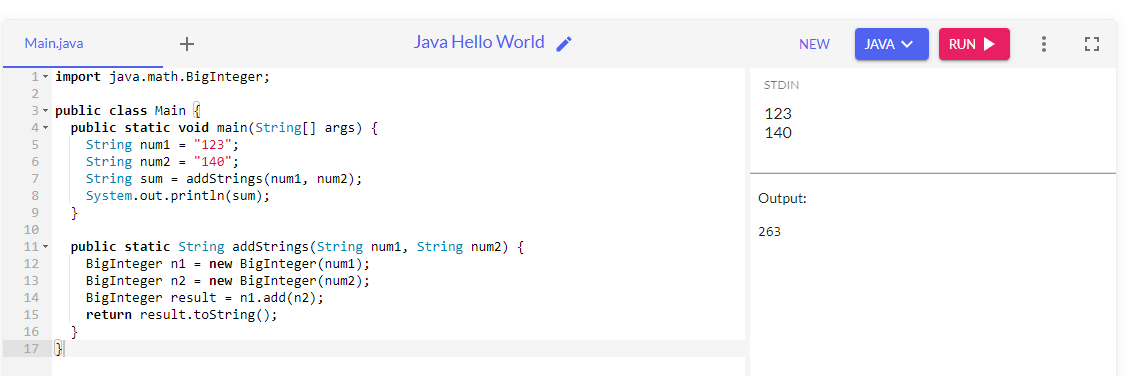 Main.java + Java Hello World NEW JAVA RUN
1 import java.math.BigInteger;
2
3 public class Main {
4 public static void main(String[] args) {
5 String num1 = "123";
6 String num2 = "140";
7 String sum = addStrings(num1, num2);
8 System.out.println(sum);
9 }
10
11 public static String addStrings(String num1, String num2) {
12 BigInteger n1 = new BigInteger(num1);
13 BigInteger n2 = new BigInteger(num2);
14 BigInteger result = n1.add(n2);
15 return result.toString();
16 }
17 }
STDIN
123
140
Output:
263